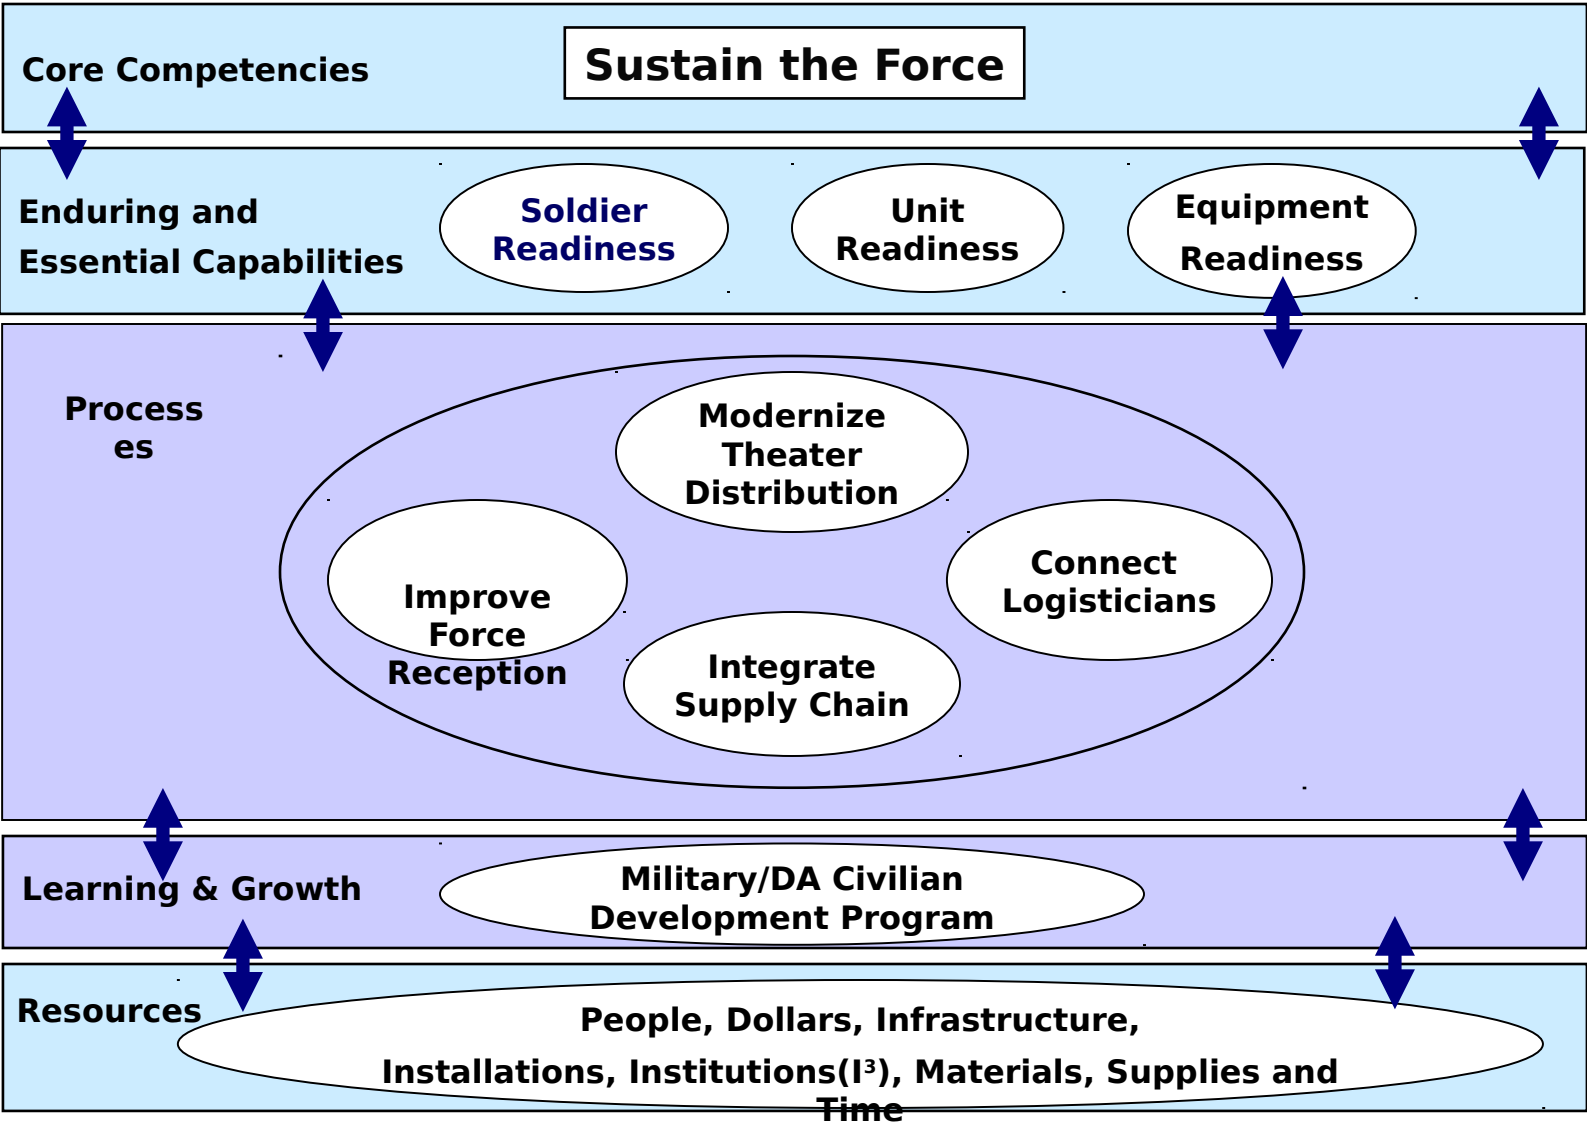 Core Competencies
Sustain the Force
Enduring and
Essential Capabilities
Soldier
Readiness
Unit
Readiness
Equipment
Readiness
Process
es
Modernize
Theater
Distribution
Improve
Force
Reception
Connect
Logisticians
Integrate
Supply Chain
Learning & Growth
Military/DA Civilian
Development Program
Resources
People, Dollars, Infrastructure,
Installations, Institutions(I³), Materials, Supplies and
Time